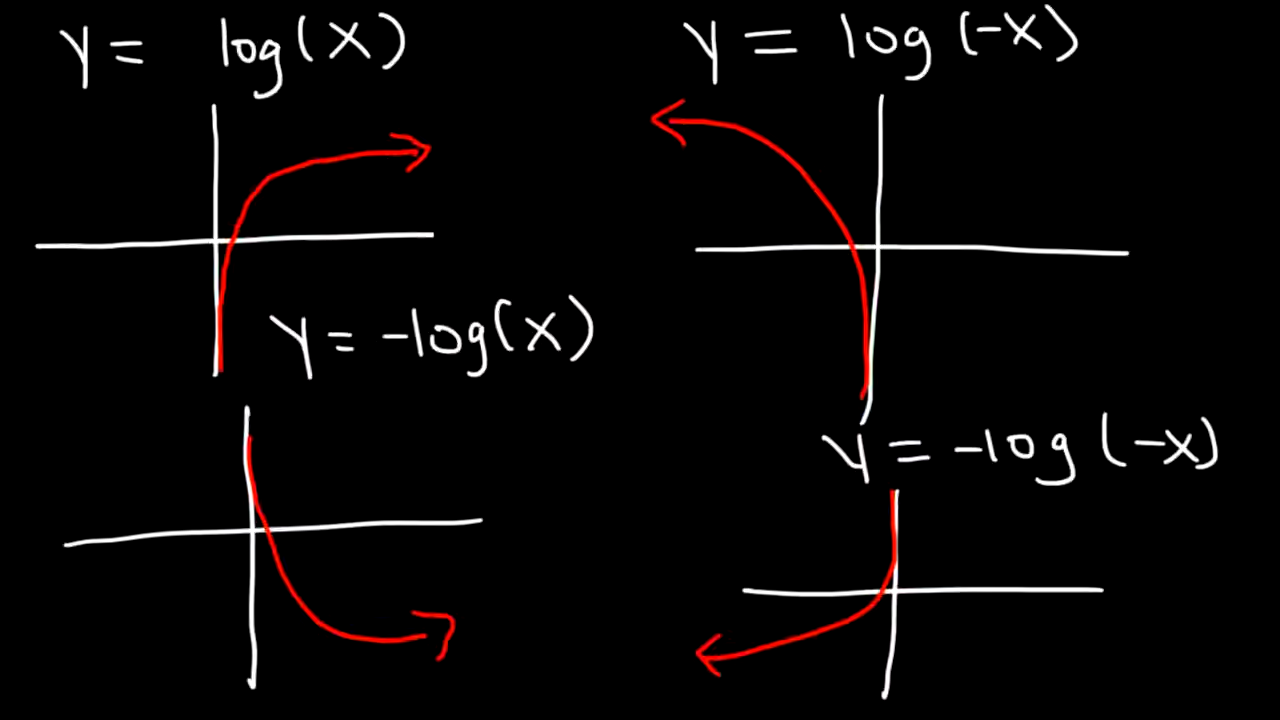 y = log(x)
y = log(-x)
y = -log(x)
y = -log(-x)